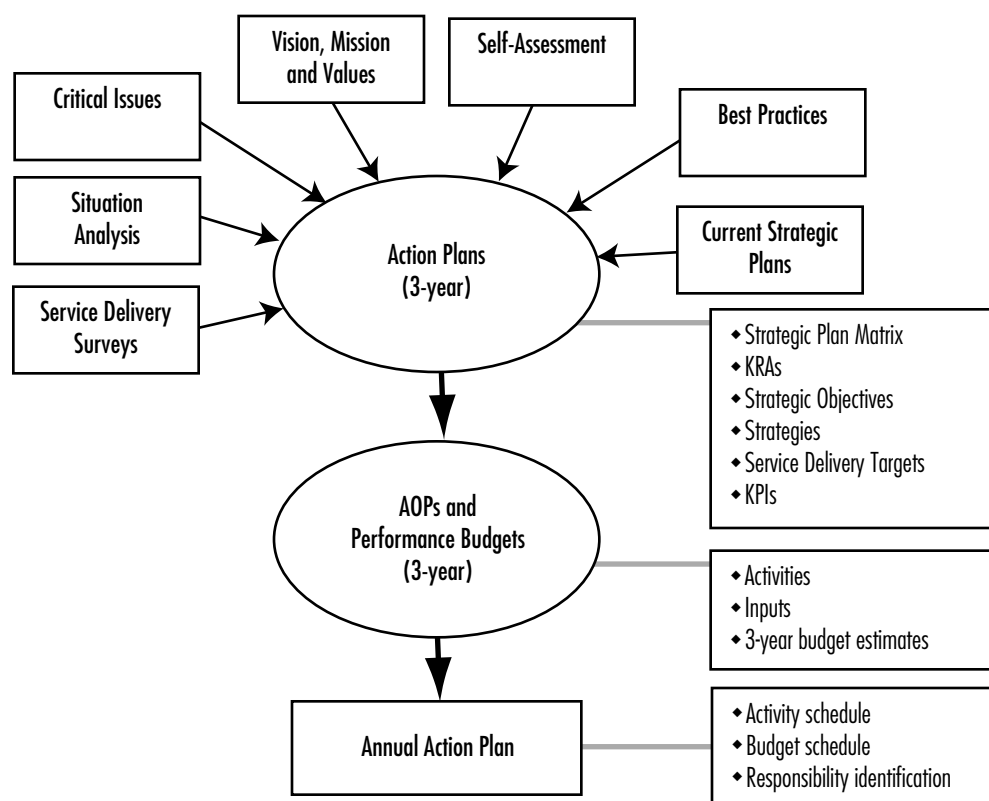 Vision, Mission
and Values
Self-Assessment
Critical Issues
Best Practices
Situation
Analysis
Current Strategic
Plans
Service Delivery
Surveys
Action Plans
(3-year)
◆ Strategic Plan Matrix
◆ KRAs
◆ Strategic Objectives
◆ Strategies
◆ Service Delivery Targets
◆ KPIs
AOPs and
Performance Budgets
(3-year)
◆ Activities
◆ Inputs
◆ 3-year budget estimates
Annual Action Plan
◆ Activity schedule
◆ Budget schedule
◆ Responsibility identification